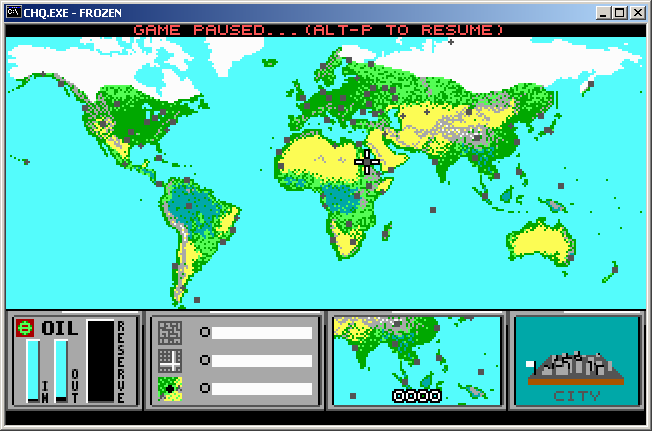 CHQ.EXE - FROZEN
GAME PAUSED...(ALT-P TO RESUME)
OIL
IN
OUT
RESERVE
CITY